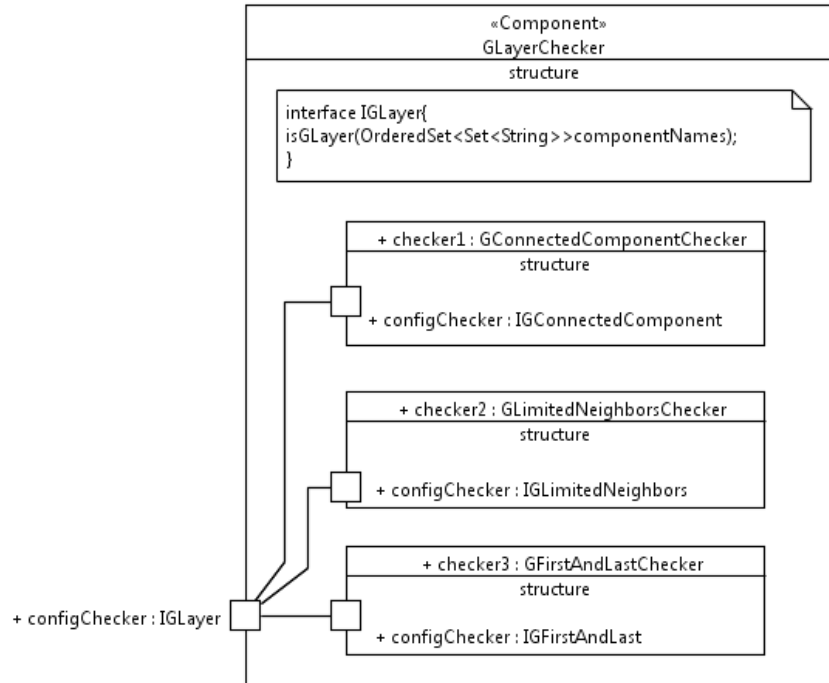 «Component»
GLayerChecker
structure
interface IGLayer{
isGLayer(OrderedSet<Set<String>>componentNames);
}
+ checker1 : GConnectedComponentChecker
structure
+ configChecker : IGConnectedComponent
+ checker2 : GLimitedNeighborsChecker
structure
+ configChecker : IGLimitedNeighbors
+ checker3 : GFirstAndLastChecker
structure
+ configChecker : IGLayer
+ configChecker : IGFirstAndLast